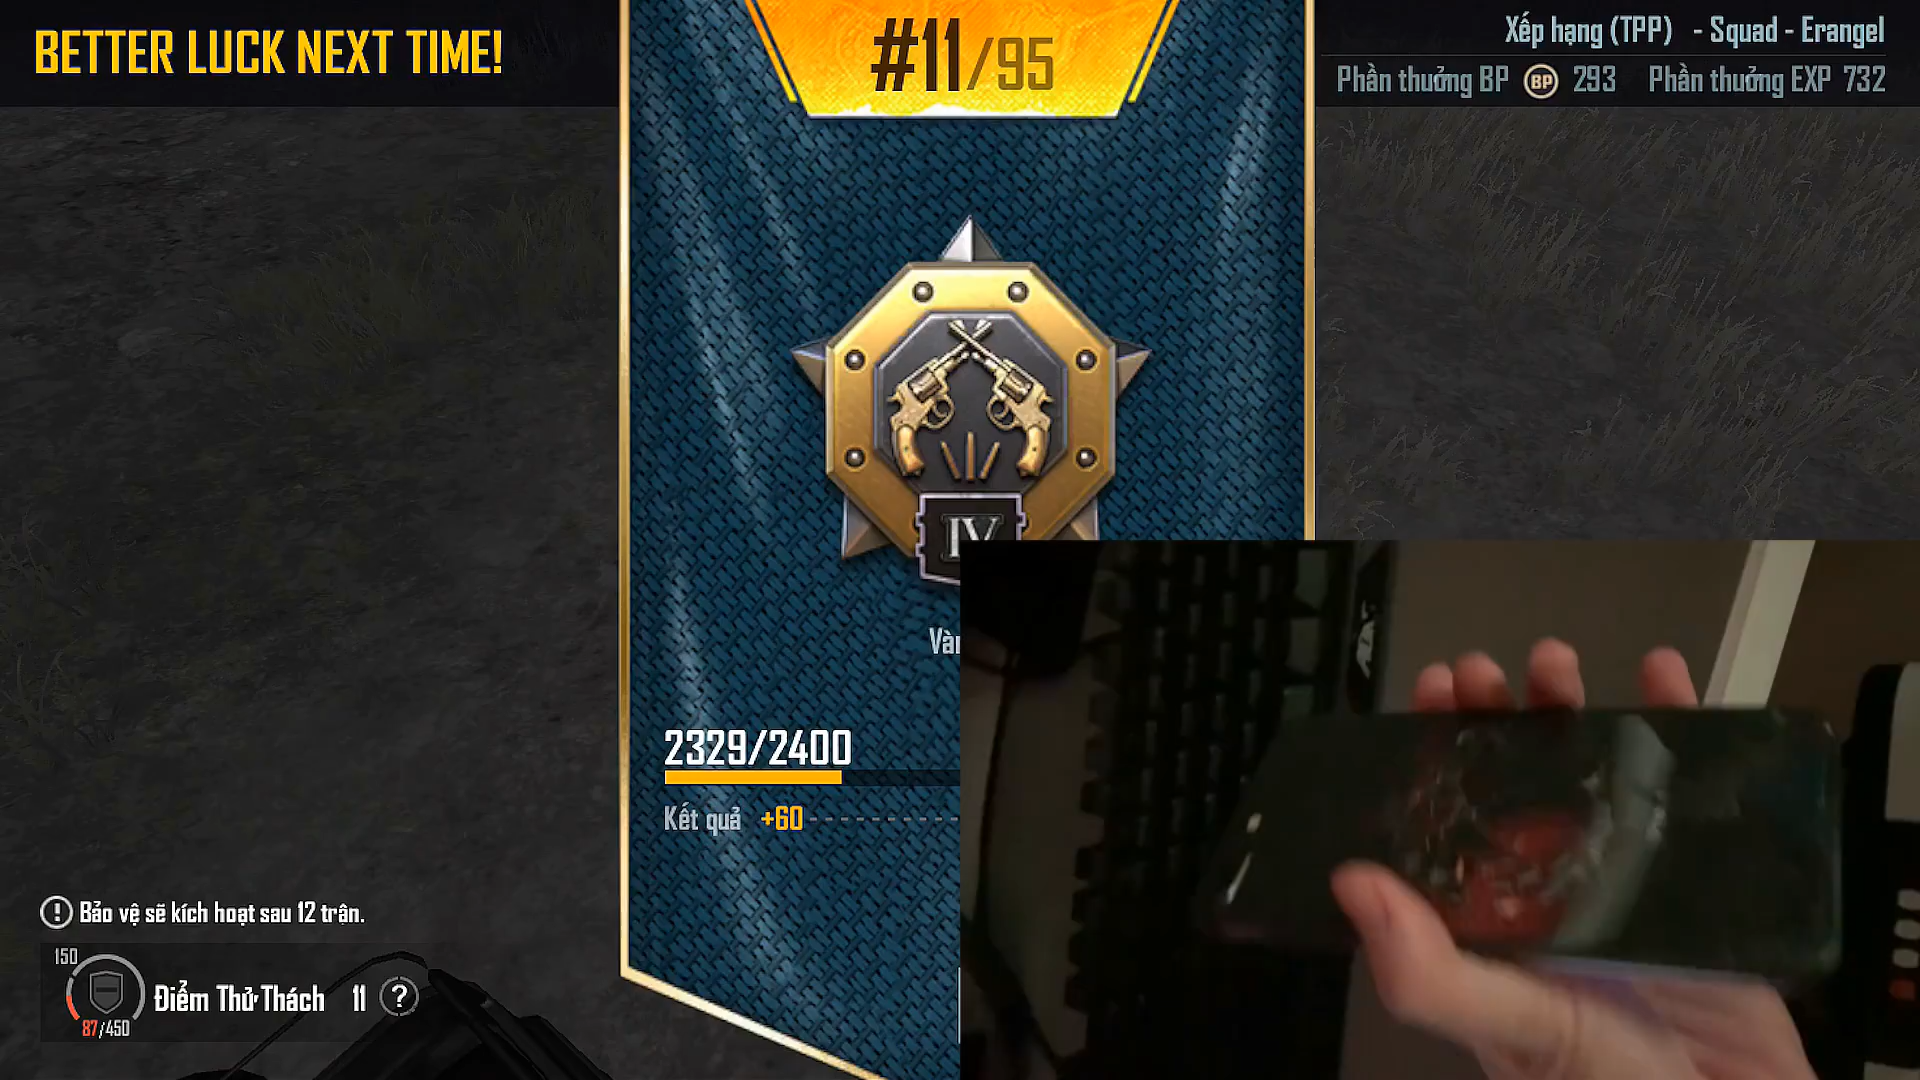 BETTER LUCK NEXT TIME!
#11/95
Xếp hạng (TPP) - Squad - Erangel
Phần thưởng BP BP 293 Phần thưởng EXP 732
IV
2329/2400
Kết quả +60
Bảo vệ sẽ kích hoạt sau 12 trận.
150
Điểm Thử Thách 11 ?
87/450